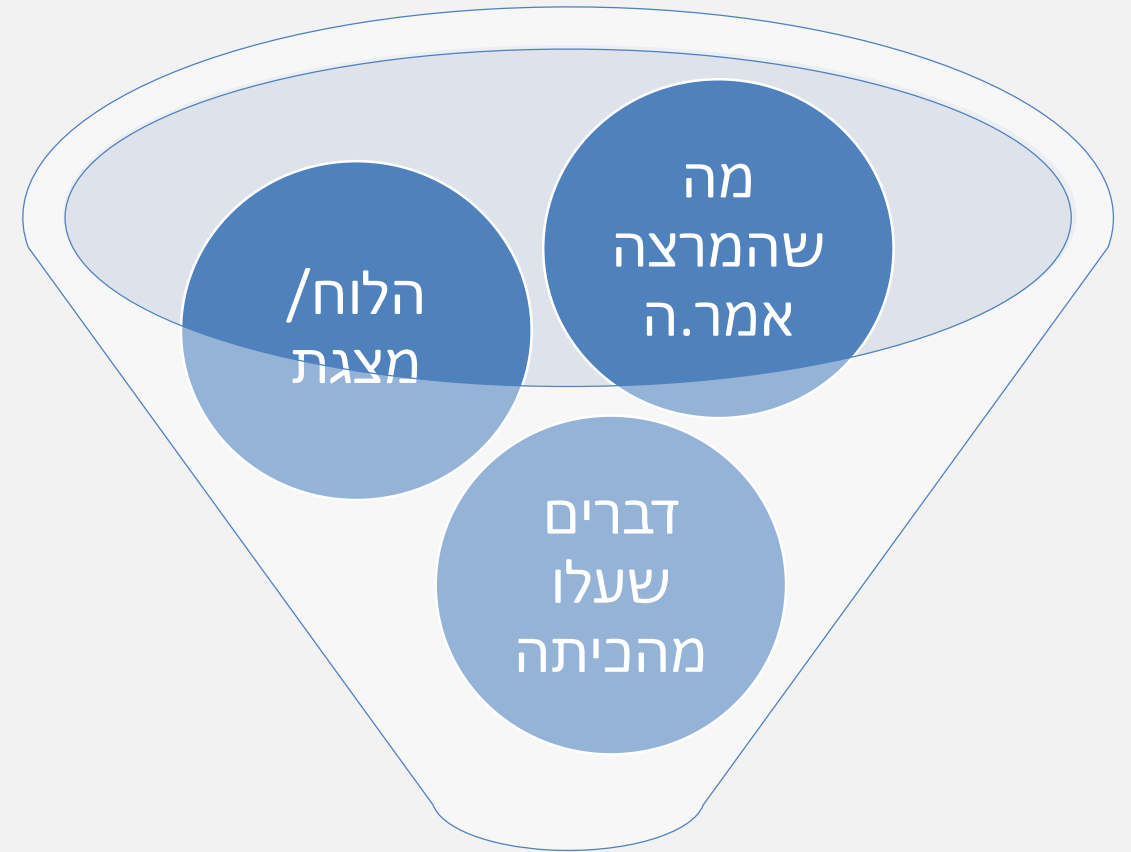 מה
שהמרצה
אמר.ה
הלוח/
מצגת
דברים
שעלו
מהכיתה